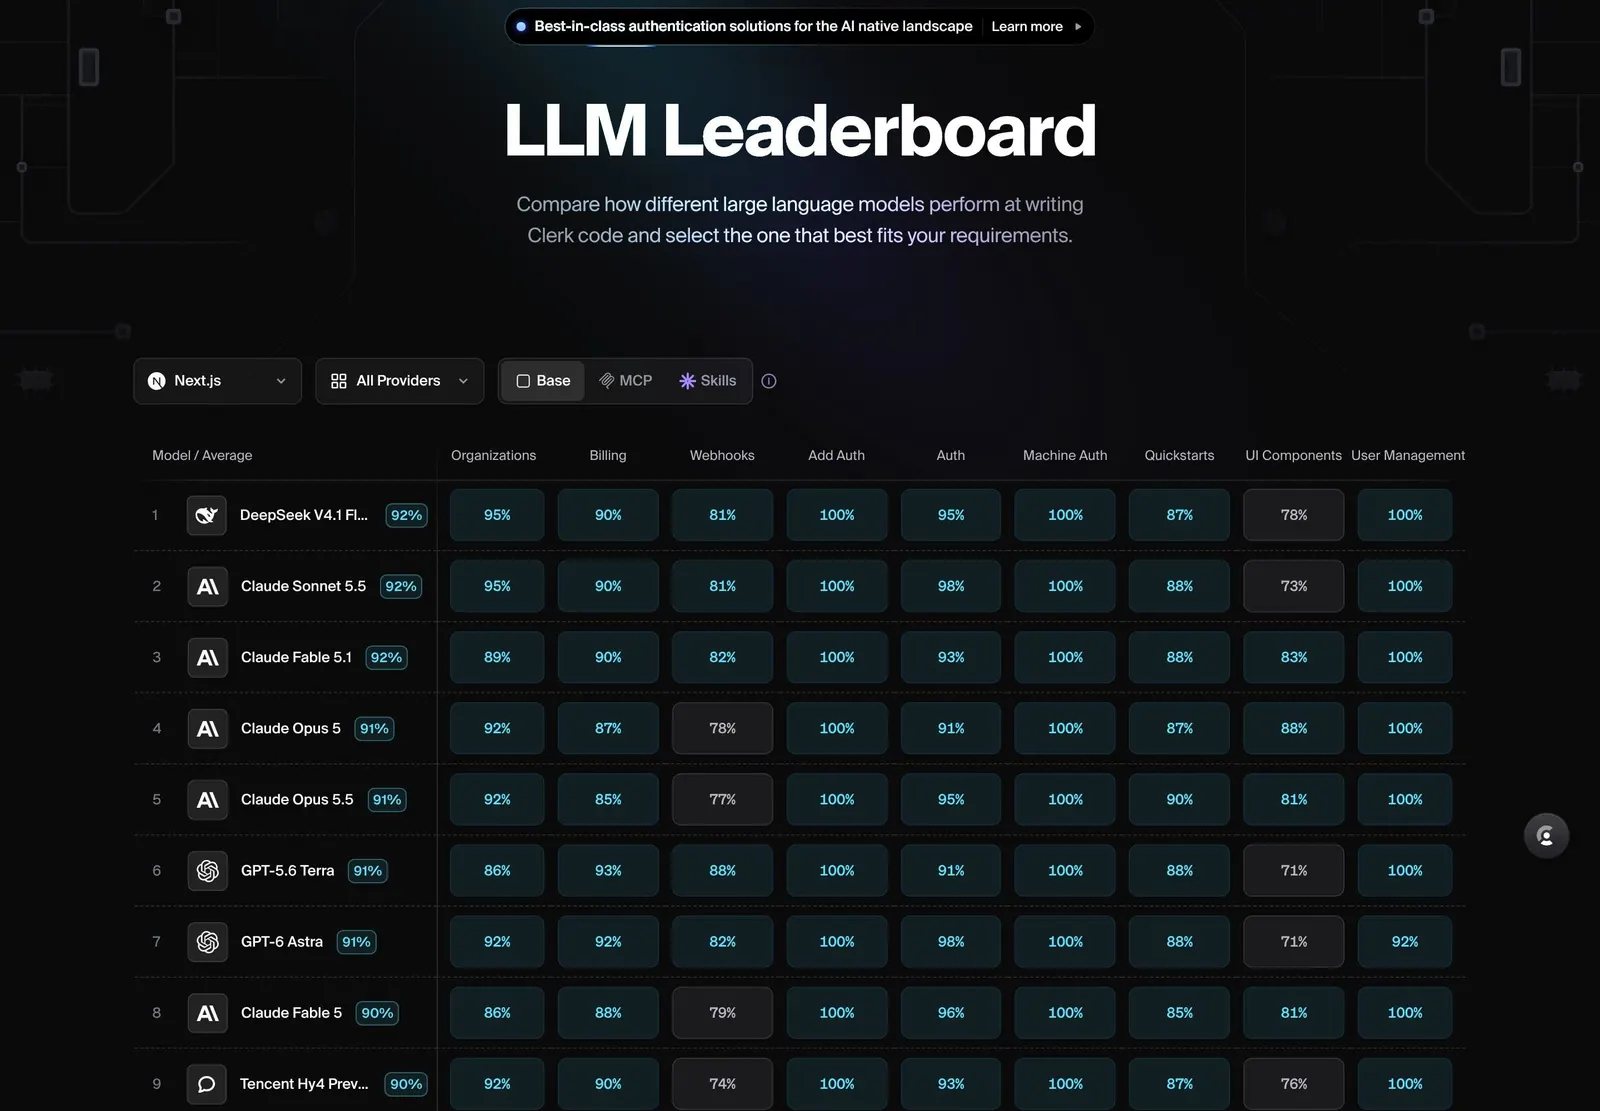 Best-in-class authentication solutions for the AI native landscape Learn more
LLM Leaderboard
Compare how different large language models perform at writing
Clerk code and select the one that best fits your requirements.
N Next.js All Providers Base MCP Skills
Model / Average Organizations Billing Webhooks Add Auth Auth Machine Auth Quickstarts UI Components User Management
1 DeepSeek V4.1 Fl... 92% 95% 90% 81% 100% 95% 100% 87% 78% 100%
2 Claude Sonnet 5.5 92% 95% 90% 81% 100% 98% 100% 88% 73% 100%
3 Claude Fable 5.1 92% 89% 90% 82% 100% 93% 100% 88% 83% 100%
4 Claude Opus 5 91% 92% 87% 78% 100% 91% 100% 87% 88% 100%
5 Claude Opus 5.5 91% 92% 85% 77% 100% 95% 100% 90% 81% 100%
6 GPT-5.6 Terra 91% 86% 93% 88% 100% 91% 100% 88% 71% 100%
7 GPT-6 Astra 91% 92% 92% 82% 100% 98% 100% 88% 71% 92%
8 Claude Fable 5 90% 86% 88% 79% 100% 96% 100% 85% 81% 100%
9 Tencent Hy4 Prev... 90% 92% 90% 74% 100% 93% 100% 87% 76% 100%